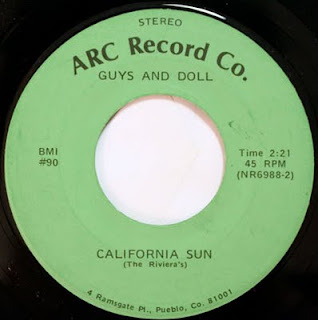 STEREO
ARC Record Co.
GUYS AND DOLL
BMI
#90
Time 2:21
45 RPM
(NR6988-2)
CALIFORNIA SUN
(The Riviera's)
4 Ramsgate Pl., Pueblo, Co. 81001